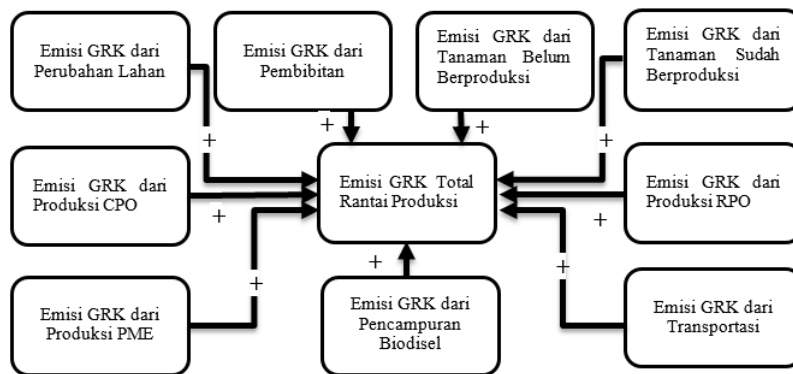 Emisi GRK dari
Perubahan Lahan
Emisi GRK dari
Pembibitan
Emisi GRK dari
Tanaman Belum
Berproduksi
Emisi GRK dari
Tanaman Sudah
Berproduksi
+
+
+
+
Emisi GRK dari
Produksi CPO
+
Emisi GRK Total
Rantai Produksi
Emisi GRK dari
Produksi RPO
+
+
+
+
Emisi GRK dari
Produksi PME
Emisi GRK dari
Pencampuran
Biodisel
Emisi GRK dari
Transportasi